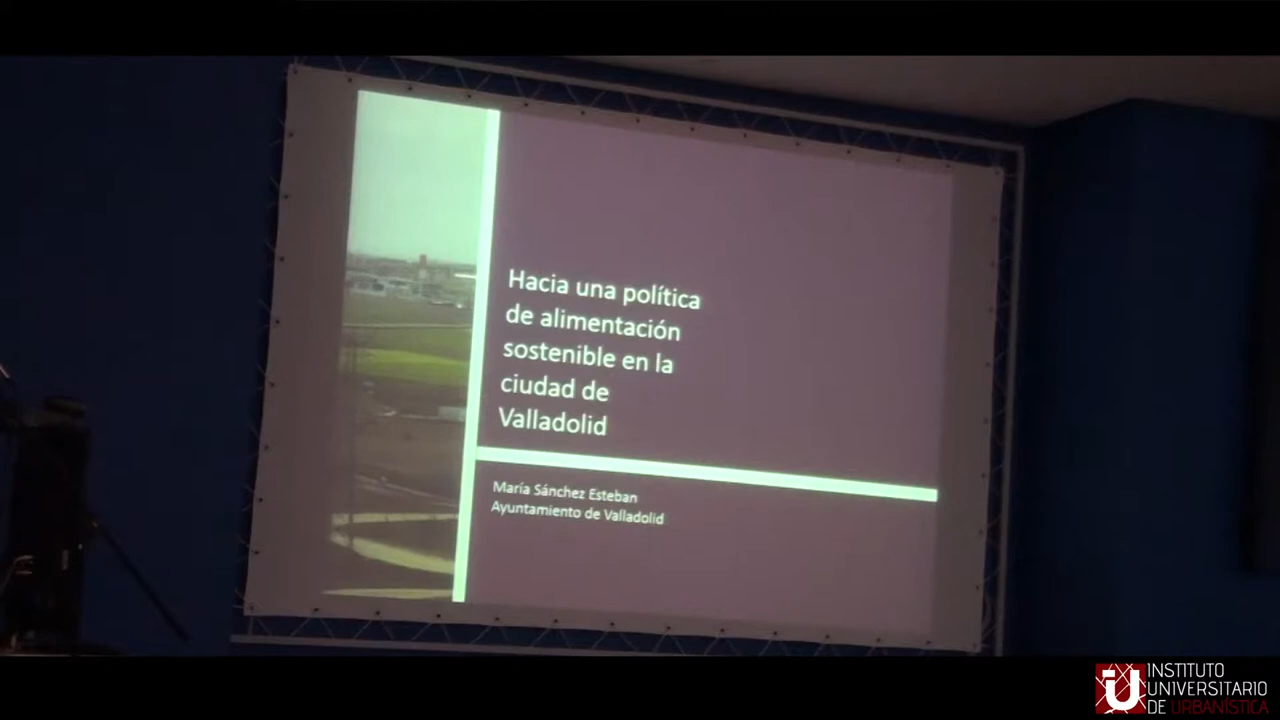 Hacia una política
de alimentación
sostenible en la
ciudad de
Valladolid
María Sánchez Esteban
Ayuntamiento de Valladolid
iU INSTITUTO
UNIVERSITARIO
DE URBANÍSTICA